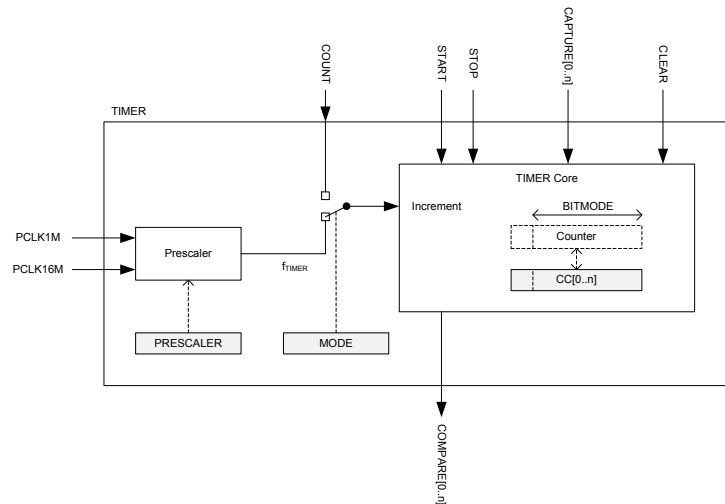 COUNT
START
STOP
CAPTURE[0..n]
CLEAR
TIMER
TIMER Core
Increment
BITMODE
Counter
CC[0..n]
PCLK1M
PCLK16M
Prescaler
fTIMER
PRESCALER
MODE
COMPARE[0..n]